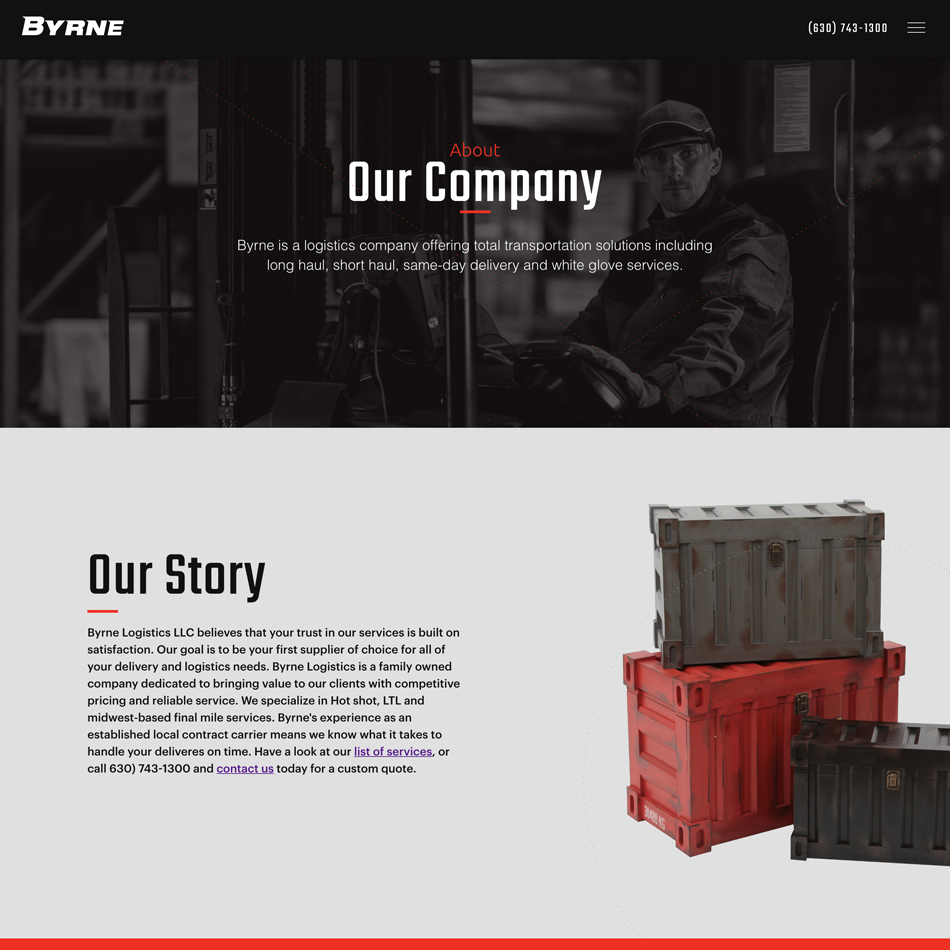 BYRNE
(630) 743-1300
About
Our Company
Byrne is a logistics company offering total transportation solutions including
long haul, short haul, same-day delivery and white glove services.
Our Story
Byrne Logistics LLC believes that your trust in our services is built on
satisfaction. Our goal is to be your first supplier of choice for all of
your delivery and logistics needs. Byrne Logistics is a family owned
company dedicated to bringing value to our clients with competitive
pricing and reliable service. We specialize in Hot shot, LTL and
midwest-based final mile services. Byrne's experience as an
established local contract carrier means we know what it takes to
handle your deliveres on time. Have a look at our list of services, or
call 630) 743-1300 and contact us today for a custom quote.
30480 KG